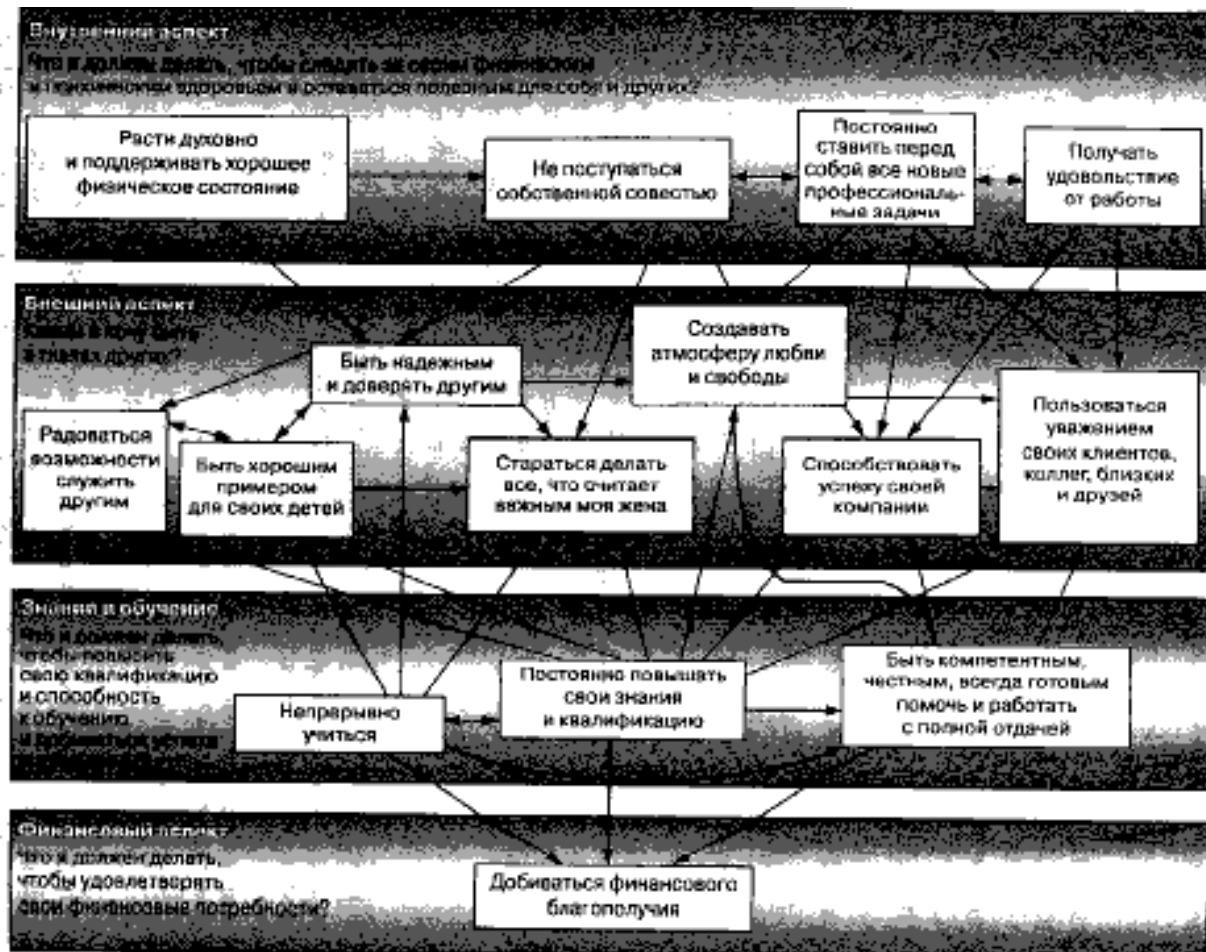 Внутренний аспект
Что я должен делать, чтобы следить за своим физическим
и психическим здоровьем и оставаться полезным для себя и других?
Расти духовно
и поддерживать хорошее
физическое состояние
Не поступаться
собственной совестью
Постоянно
ставить перед
собой все новые
профессиональ-
ные задачи
Получать
удовольствие
от работы
Внешний аспект
я хочу быть
в глазах других?
Радоваться
возможности
служить
другим
Быть надежным
и доверять другим
Быть хорошим
примером
для своих детей
Стараться делать
все, что считает
важным моя жена
Создавать
атмосферу любви
и свободы
Способствовать
успеху своей
компании
Пользоваться
уважением
своих клиентов,
коллег, близких
и друзей
Знания и обучение
Что я должен делать,
чтобы повысить
свою квалификацию
и способность
к обучению
Непрерывно
учиться
Постоянно повышать
свои знания
и квалификацию
Быть компетентным,
честным, всегда готовым
помочь и работать
с полной отдачей
Финансовый аспект
Что я должен делать,
чтобы удовлетворять
свои финансовые потребности?
Добиваться финансового
благополучия